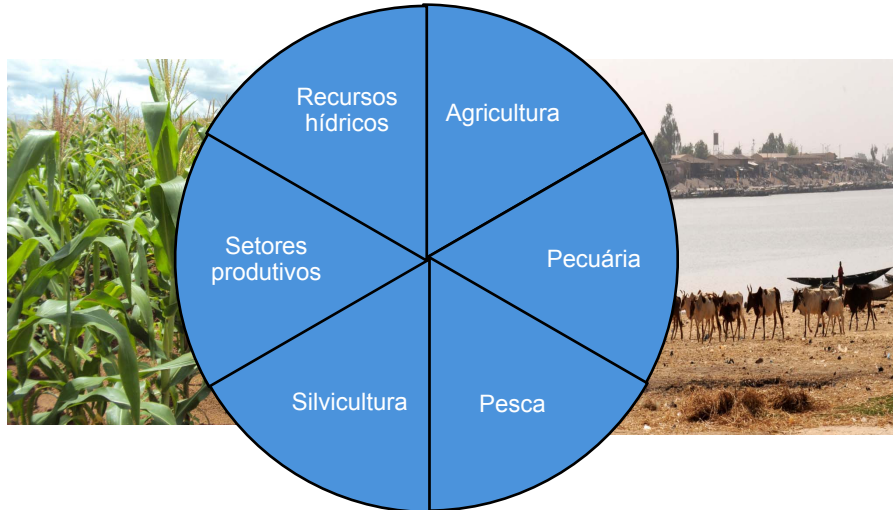 Recursos
hídricos
Agricultura
Setores
produtivos
Pecuária
Silvicultura
Pesca